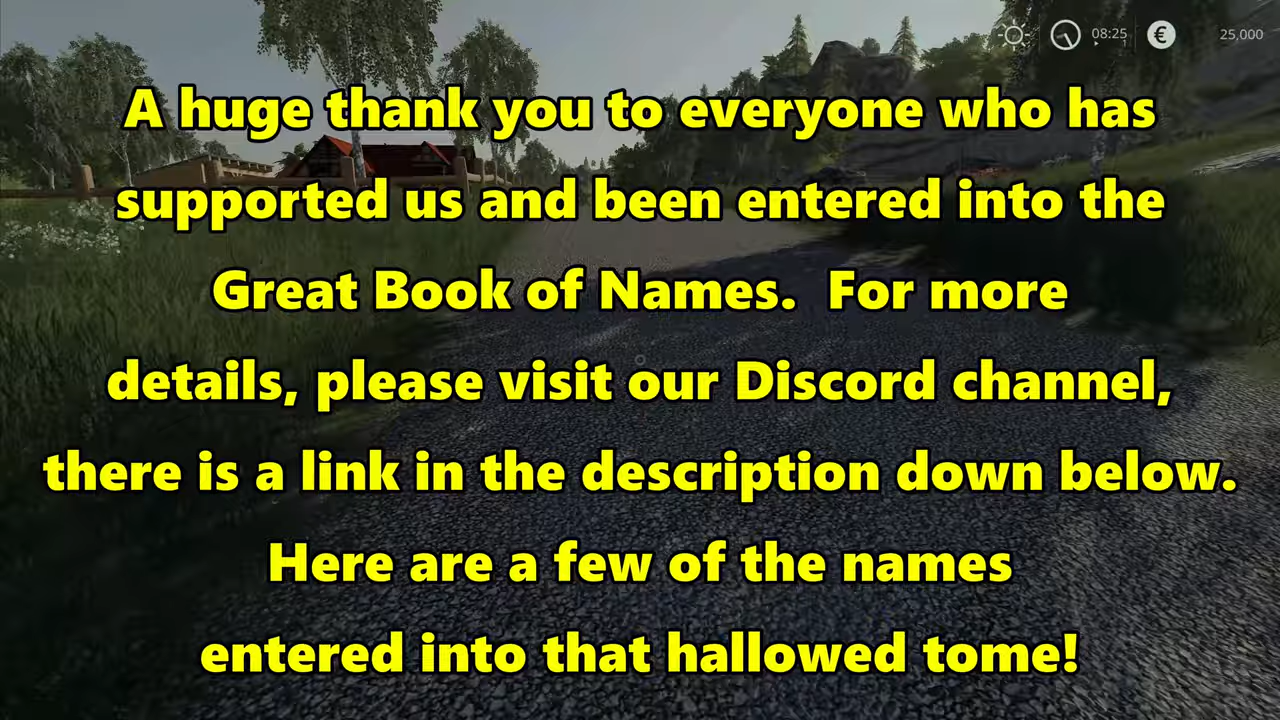 08:25
1
€
25,000
A huge thank you to everyone who has
supported us and been entered into the
Great Book of Names.  For more
details, please visit our Discord channel,
there is a link in the description down below.
Here are a few of the names
entered into that hallowed tome!